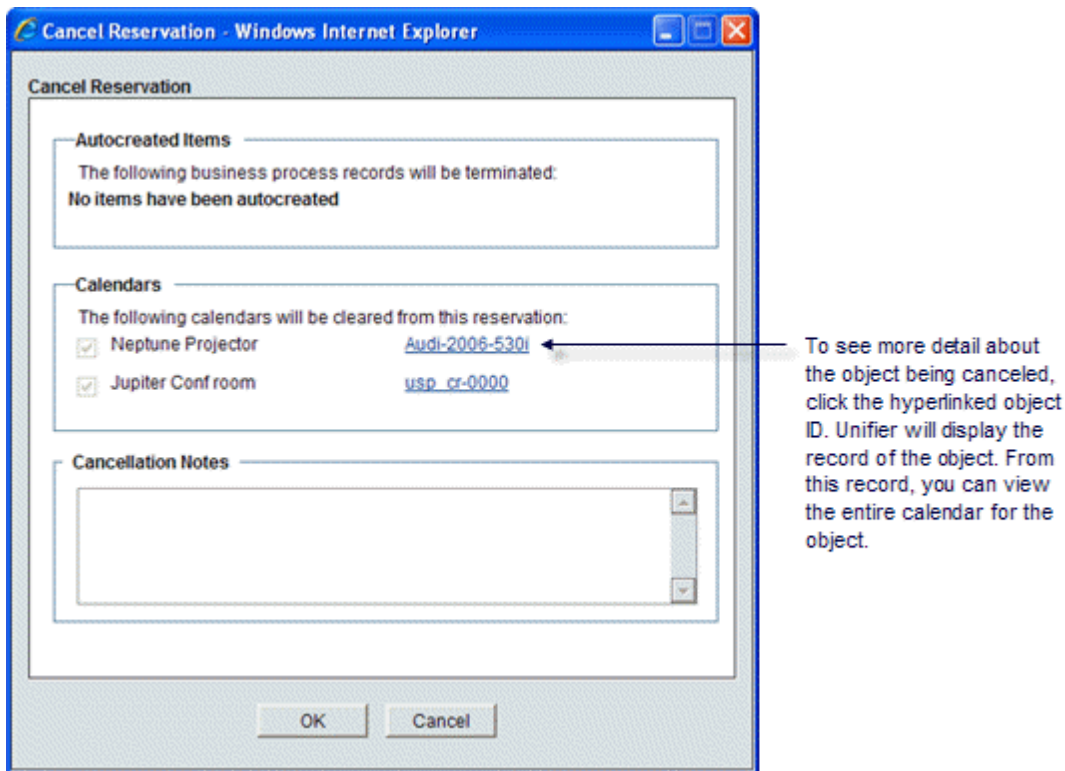 Cancel Reservation - Windows Internet Explorer
Cancel Reservation
Autocreated Items
The following business process records will be terminated:
No items have been autocreated
Calendars
The following calendars will be cleared from this reservation:
Neptune Projector Audi-2006-530i
Jupiter Conf room usp_cr-0000
Cancellation Notes
OK Cancel
To see more detail about
the object being canceled,
click the hyperlinked object
ID. Unifier will display the
record of the object. From
this record, you can view
the entire calendar for the
object.